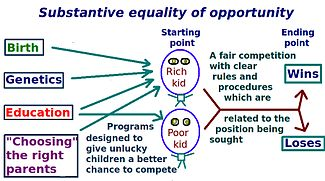 Substantive equality of opportunity
Birth
Genetics
Education
"Choosing"
the right
parents
Starting
point
Rich
kid
Poor
kid
Programs
designed to
give unlucky
children a better
chance to compete
A fair competition
with clear
rules and
procedures
which are
related to the
position being
sought
Ending
point
Wins
Loses